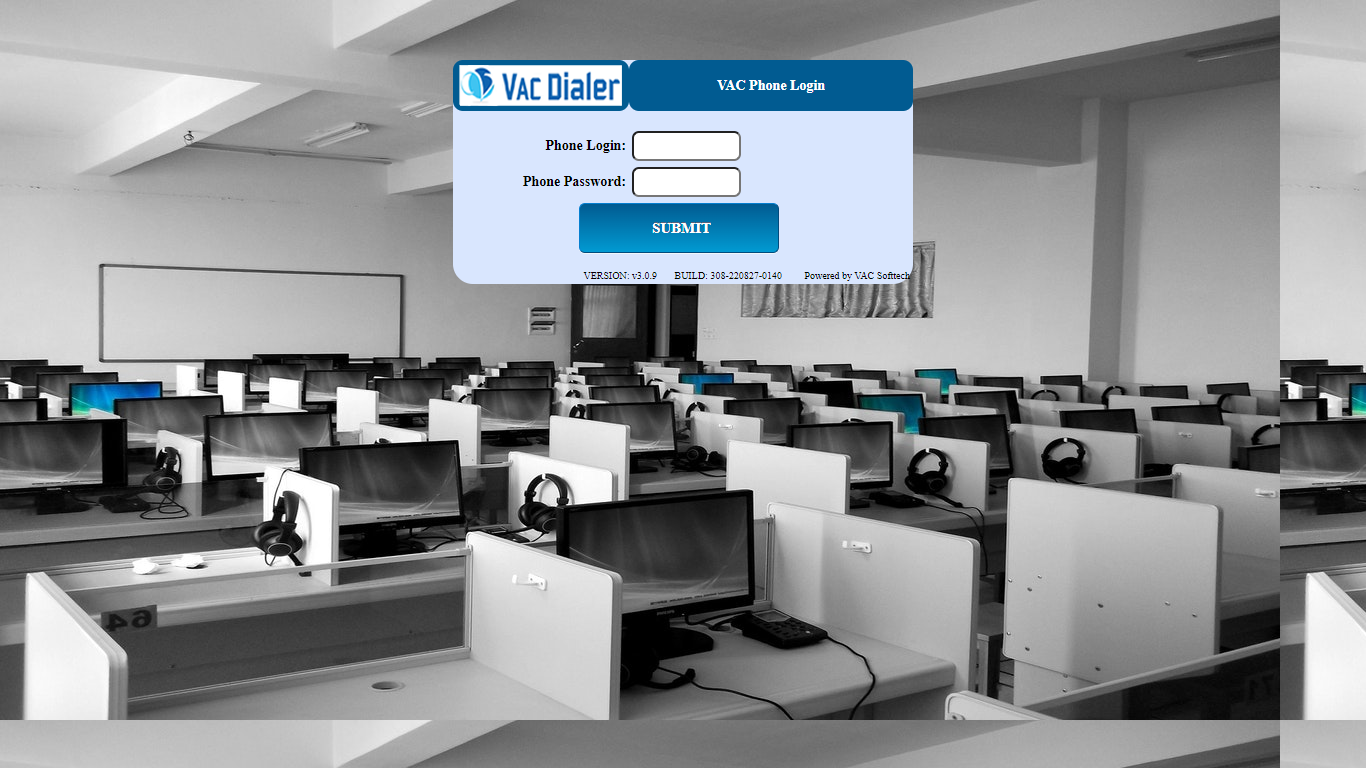 VAC Dialer
VAC Phone Login
Phone Login:
Phone Password:
SUBMIT
VERSION: v3.0.9 BUILD: 308-220827-0140 Powered by VAC Softtech
64